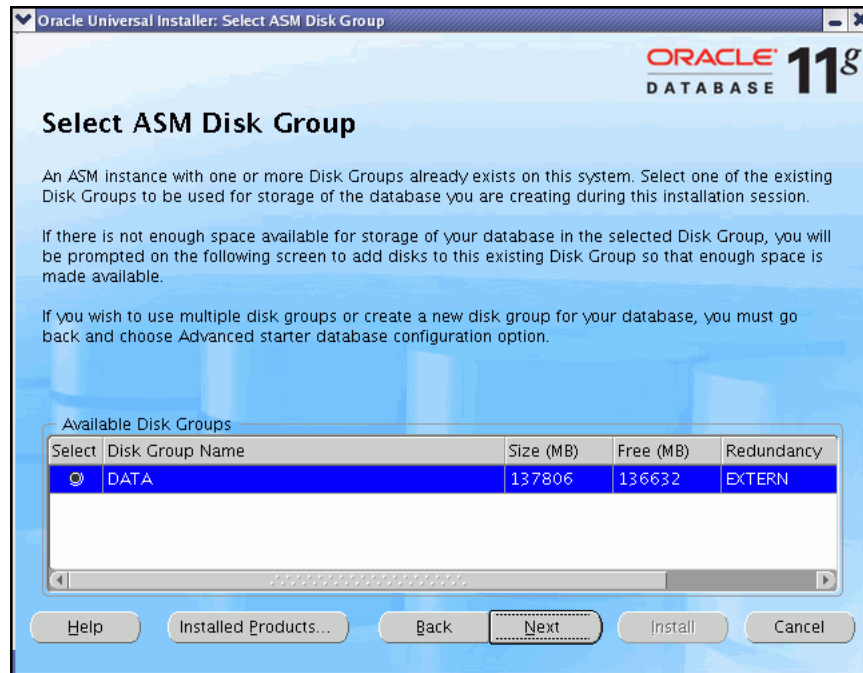 Oracle Universal Installer: Select ASM Disk Group
ORACLE 11g
DATABASE
Select ASM Disk Group
An ASM instance with one or more Disk Groups already exists on this system. Select one of the existing
Disk Groups to be used for storage of the database you are creating during this installation session.
If there is not enough space available for storage of your database in the selected Disk Group, you will
be prompted on the following screen to add disks to this existing Disk Group so that enough space is
made available.
If you wish to use multiple disk groups or create a new disk group for your database, you must go
back and choose Advanced starter database configuration option.
Available Disk Groups
Select Disk Group Name Size (MB) Free (MB) Redundancy
DATA 137806 136632 EXTERN
Help Installed Products... Back Next Install Cancel